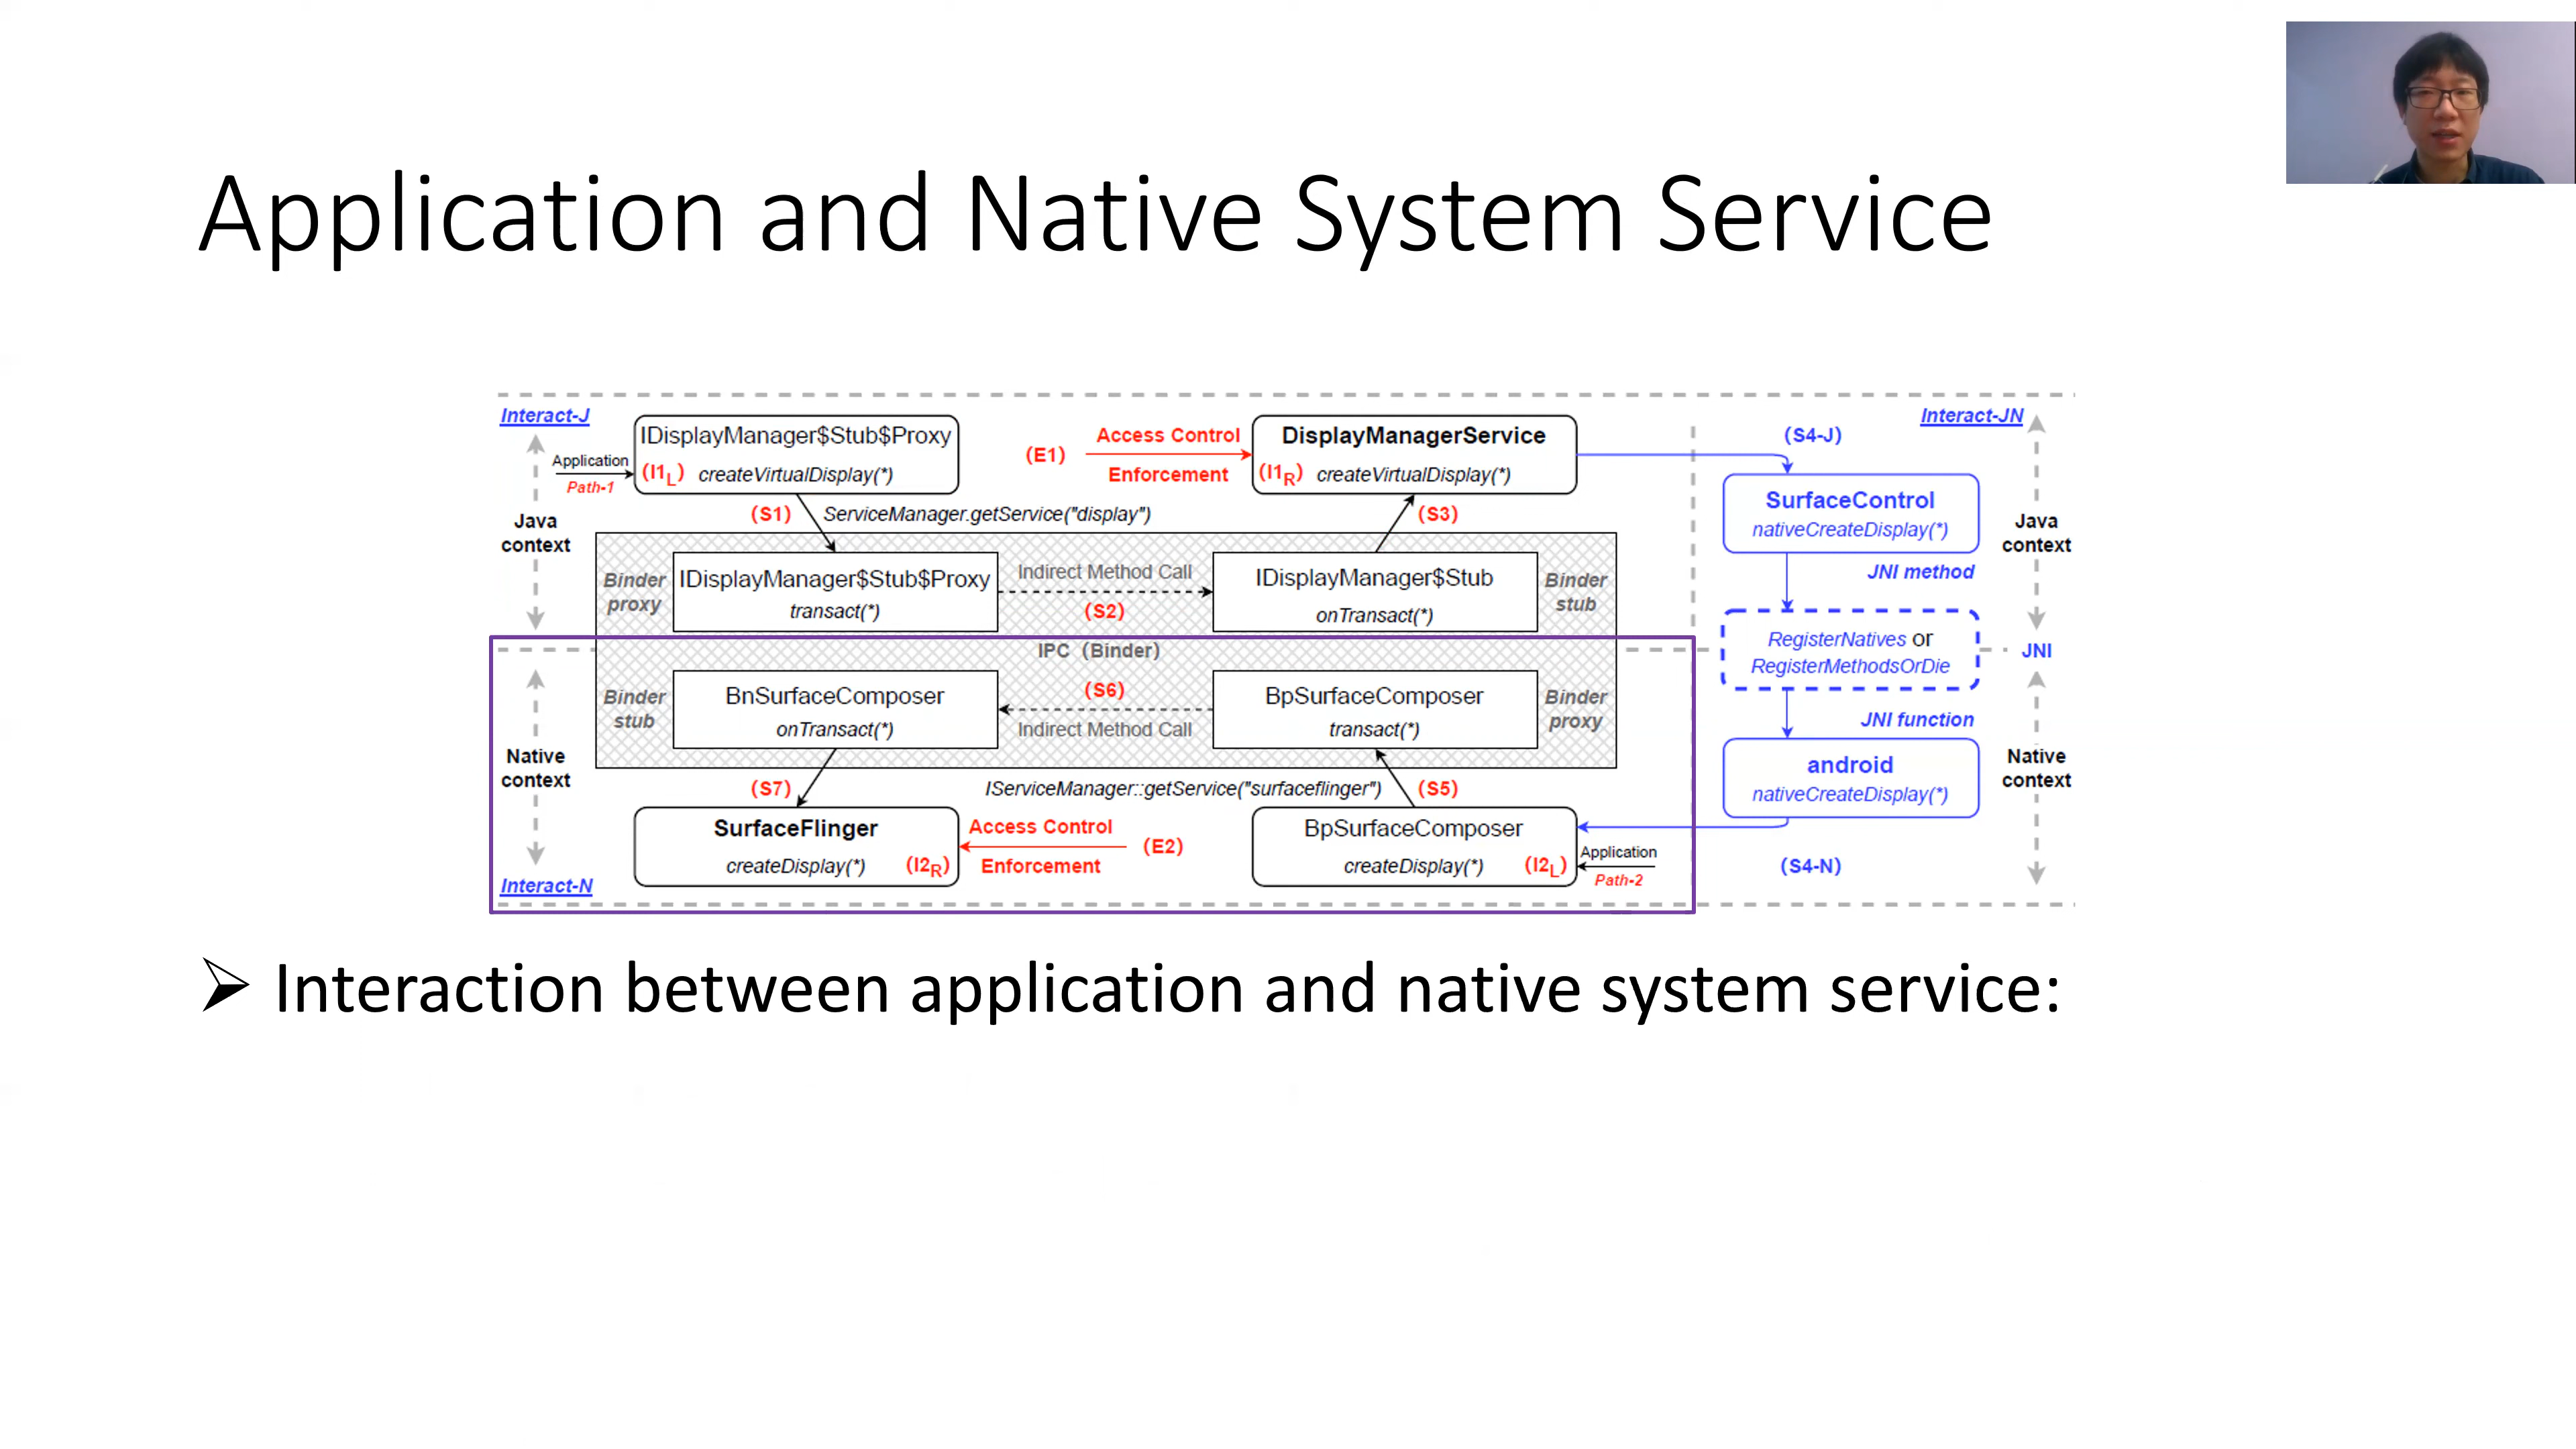 Application and Native System Service
Interact-J
IDisplayManager$Stub$Proxy
(I1L) createVirtualDisplay(*)
Application
Path-1
(E1)
Access Control
Enforcement
DisplayManagerService
(I1R) createVirtualDisplay(*)
(S4-J)
Interact-JN
Java
context
(S1)
ServiceManager.getService("display")
(S3)
SurfaceControl
nativeCreateDisplay(*)
Java
context
Binder
proxy
IDisplayManager$Stub$Proxy
transact(*)
Indirect Method Call
(S2)
IDisplayManager$Stub
onTransact(*)
Binder
stub
JNI method
IPC (Binder)
RegisterNatives or
RegisterMethodsOrDie
JNI
Binder
stub
BnSurfaceComposer
onTransact(*)
(S6)
Indirect Method Call
BpSurfaceComposer
transact(*)
Binder
proxy
JNI function
Native
context
(S7)
IServiceManager::getService("surfaceflinger")
(S5)
android
nativeCreateDisplay(*)
Native
context
SurfaceFlinger
createDisplay(*) (I2R)
Access Control
Enforcement
(E2)
BpSurfaceComposer
createDisplay(*) (I2L)
Application
Path-2
(S4-N)
Interact-N
➢ Interaction between application and native system service: